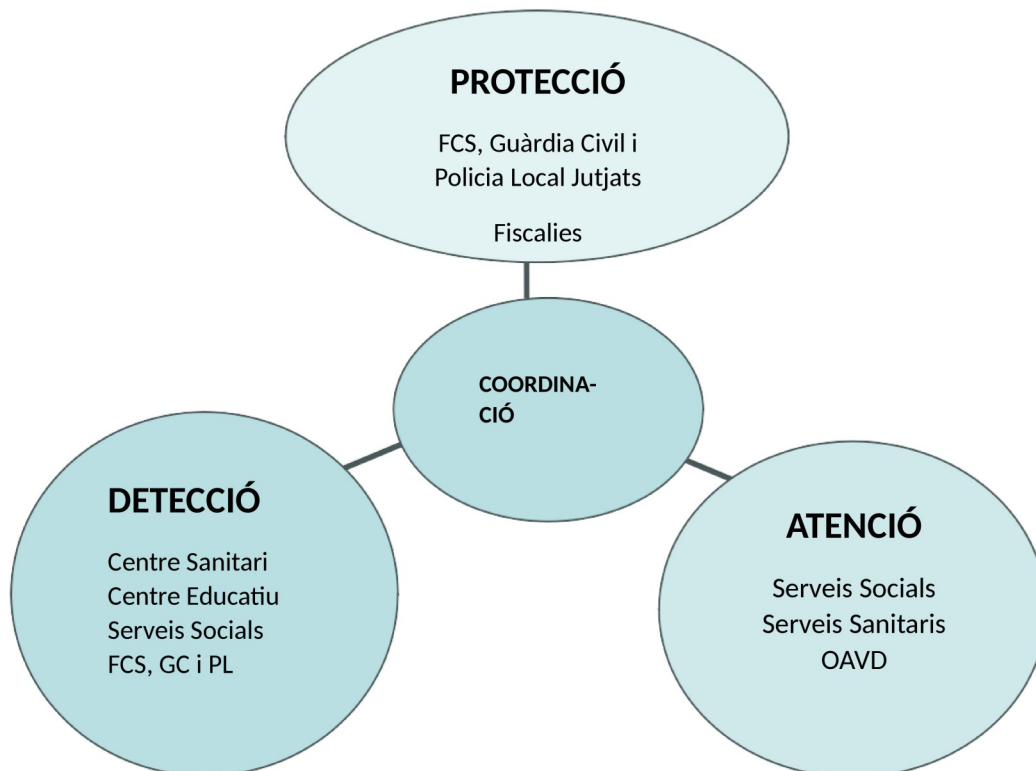 PROTECCIÓ
FCS, Guàrdia Civil i
Policia Local Jutjats
Fiscalies
COORDINA-
CIÓ
DETECCIÓ
Centre Sanitari
Centre Educatiu
Serveis Socials
FCS, GC i PL
ATENCIÓ
Serveis Socials
Serveis Sanitaris
OAVD